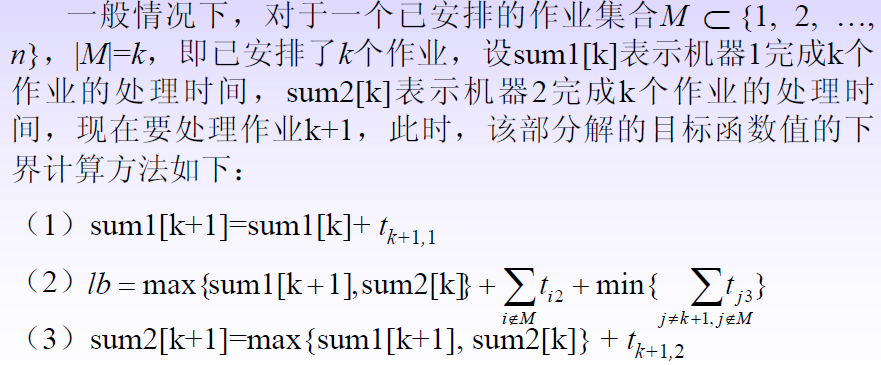 一般情况下，对于一个已安排的作业集合M ⊂ {1, 2, …,
n}，|M|=k，即已安排了k个作业，设sum1[k]表示机器1完成k个
作业的处理时间，sum2[k]表示机器2完成k个作业的处理时
间，现在要处理作业k+1，此时，该部分解的目标函数值的下
界计算方法如下：
（1）sum1[k+1]=sum1[k]+ t_{k+1,1}
（2）lb = max{sum1[k+1],sum2[k]} + ∑_{i∉M} t_{i2} + min{ ∑_{j≠k+1, j∉M} t_{j3}}
（3）sum2[k+1]=max{sum1[k+1], sum2[k]} + t_{k+1,2}